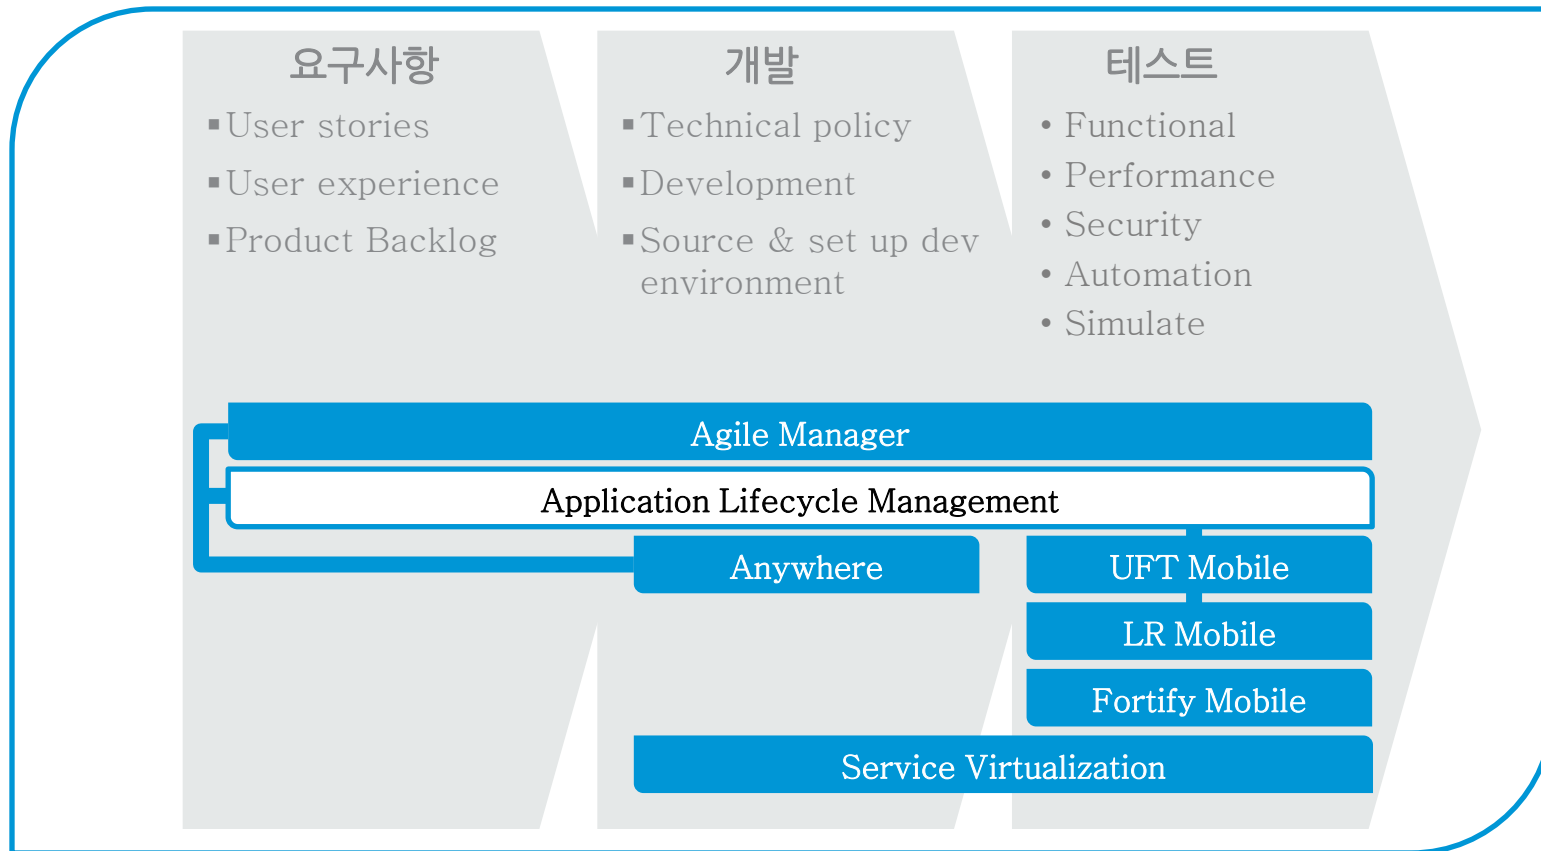 요구사항
▪User stories
▪User experience
▪Product Backlog
개발
▪Technical policy
▪Development
▪Source & set up dev
environment
테스트
• Functional
• Performance
• Security
• Automation
• Simulate
Agile Manager
Application Lifecycle Management
Anywhere
UFT Mobile
LR Mobile
Fortify Mobile
Service Virtualization